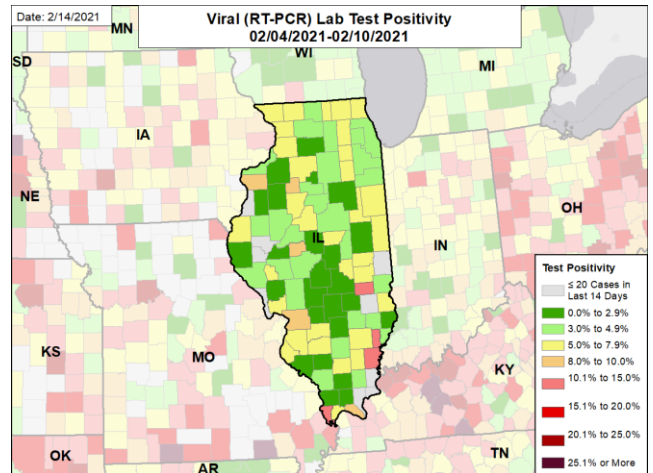 Date: 2/14/2021
Viral (RT-PCR) Lab Test Positivity
02/04/2021-02/10/2021
MN
WI
SD
MI
IA
NE
OH
IL
IN
KS
MO
KY
OK
AR
TN
Test Positivity
≤ 20 Cases in
Last 14 Days
0.0% to 2.9%
3.0% to 4.9%
5.0% to 7.9%
8.0% to 10.0%
10.1% to 15.0%
15.1% to 20.0%
20.1% to 25.0%
25.1% or More